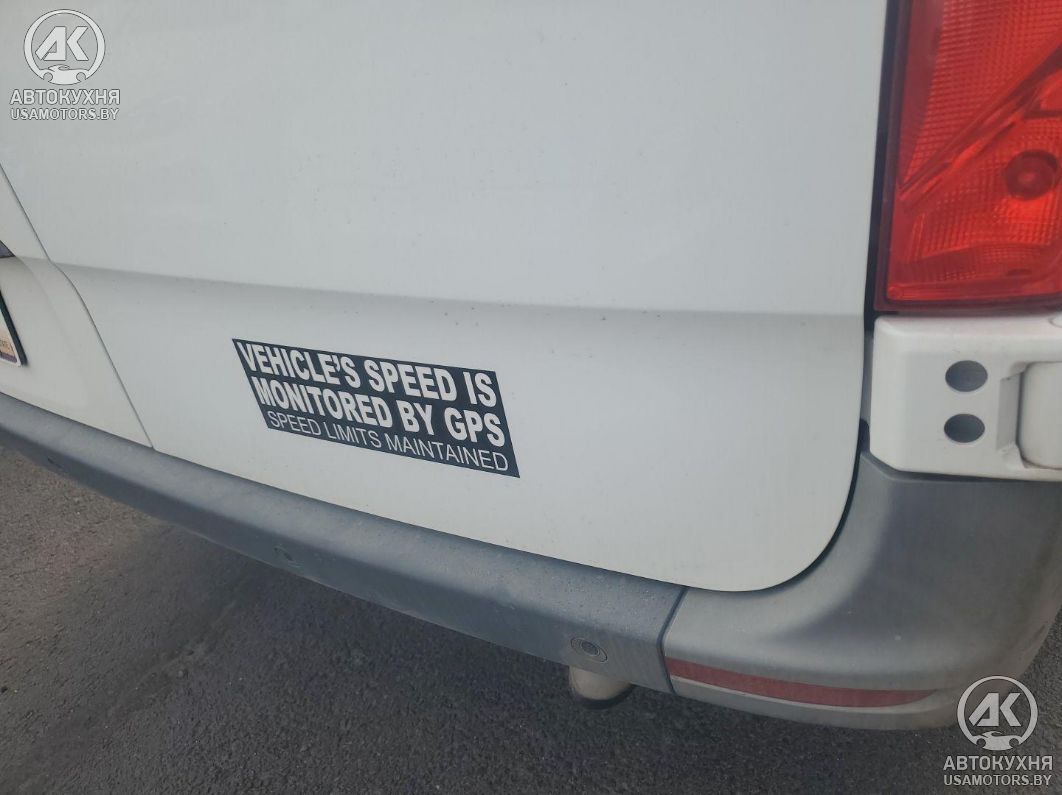 АК
АВТОКУХНЯ
USAMOTORS.BY
VEHICLE'S SPEED IS
MONITORED BY GPS
SPEED LIMITS MAINTAINED
АК
АВТОКУХНЯ
USAMOTORS.BY